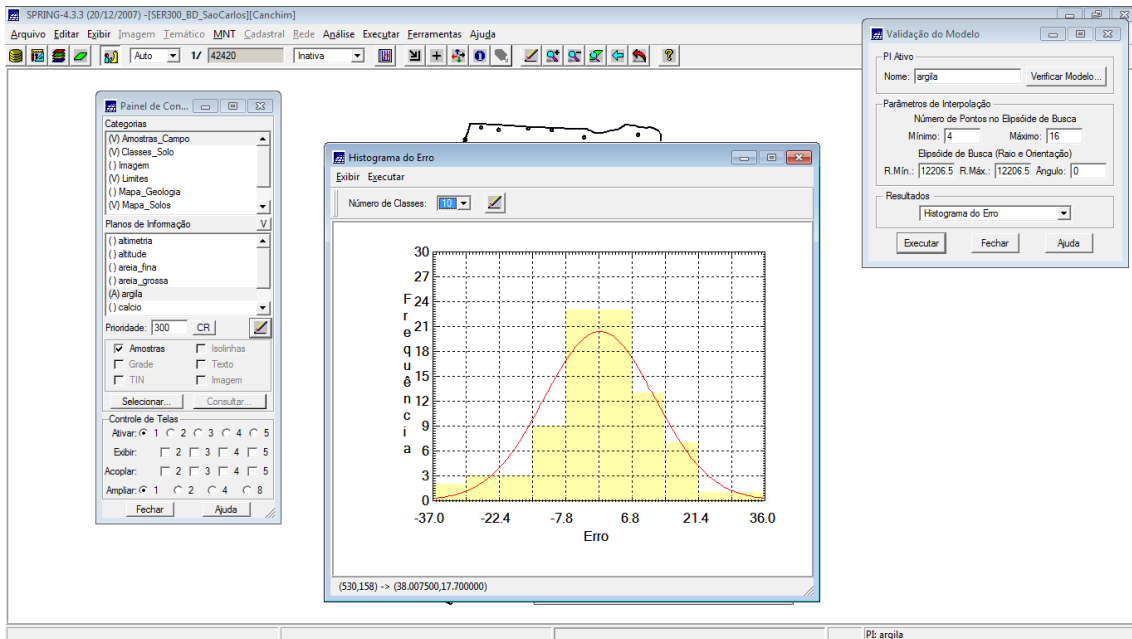 SPRING-4.3.3 (20/12/2007) -[SER300_BD_SaoCarlos][Canchim]
Arquivo Editar Exibir Imagem Temático MNT Cadastral Rede Análise Executar Ferramentas Ajuda
Auto 1/ 42420 Inativa
Painel de Con...
Categorias
(V) Amostras_Campo
(V) Classes_Solo
( ) Imagem
(V) Limites
( ) Mapa_Geologia
(V) Mapa_Solos
Planos de Informação V
( ) altimetria
( ) altitude
( ) areia_fina
( ) areia_grossa
(A) argila
( ) calcio
Prioridade: 300 CR
Amostras Isolinhas
Grade Texto
TIN Imagem
Selecionar... Consultar...
Controle de Telas
Ativar: 1 2 3 4 5
Exibir: 2 3 4 5
Acoplar: 2 3 4 5
Ampliar: 1 2 4 8
Fechar Ajuda
Histograma do Erro
Exibir Executar
Número de Classes: 10
Frequência
30
27
24
21
18
15
12
9
6
3
0
-37.0 -22.4 -7.8 6.8 21.4 36.0
Erro
(530,158) -> (38.007500,17.700000)
Validação do Modelo
PI Ativo
Nome: argila Verificar Modelo...
Parâmetros de Interpolação
Número de Pontos no Elipsóide de Busca
Mínimo: 4 Máximo: 16
Elipsóide de Busca (Raio e Orientação)
R.Mín.: 12206.5 R.Máx.: 12206.5 Ângulo: 0
Resultados
Histograma do Erro
Executar Fechar Ajuda
PI: argila